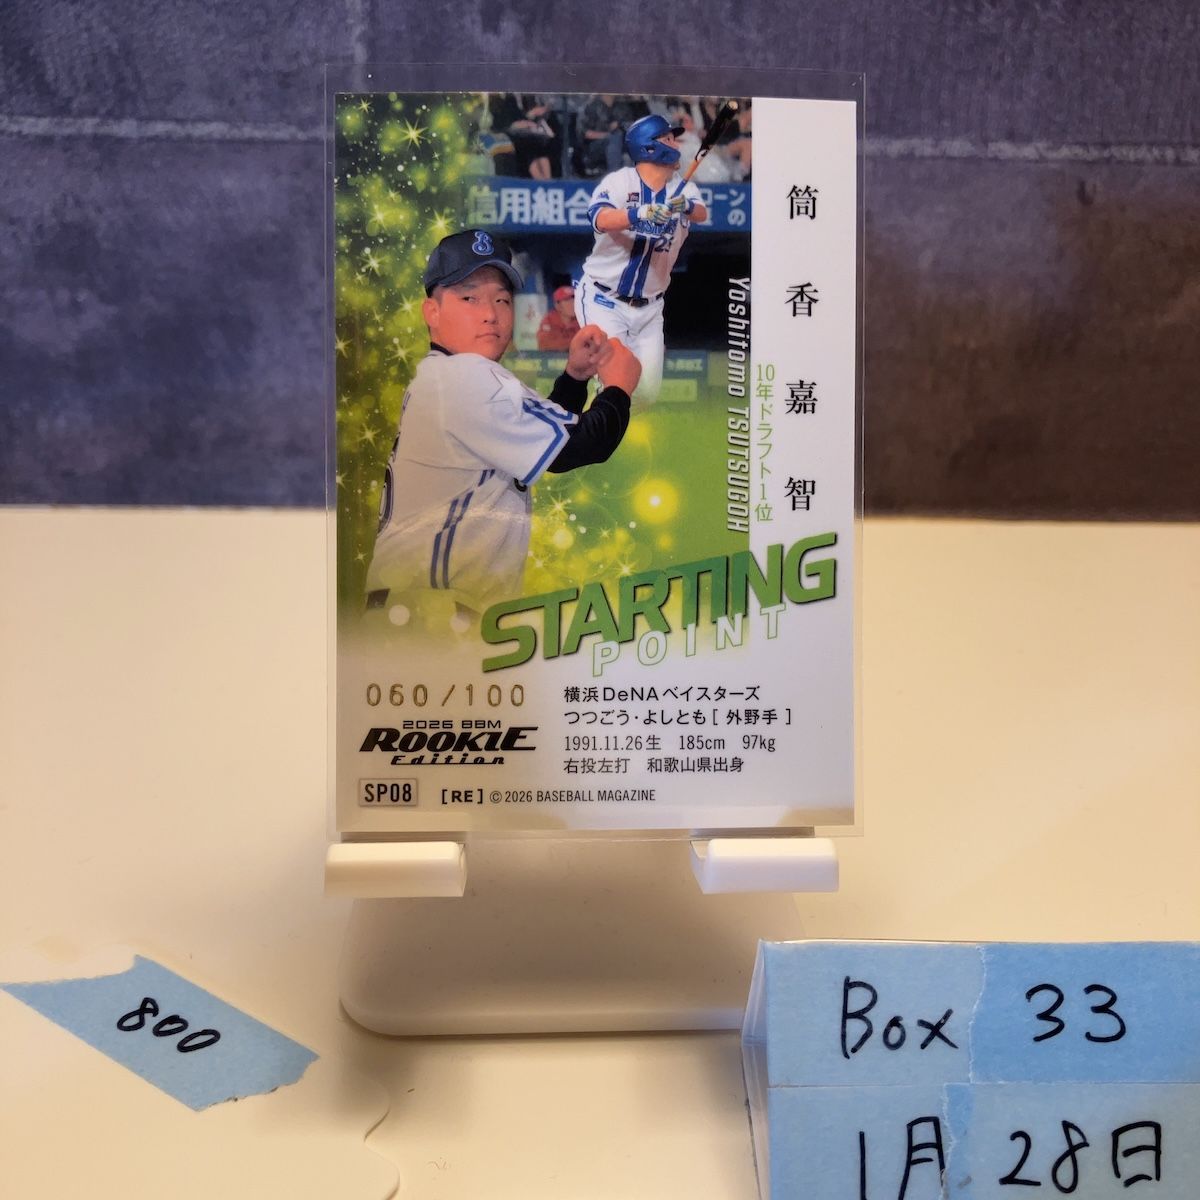 信用組合
ローン
の
筒香嘉智
Yoshitomo TSUTSUGOH
10年ドラフト1位
STARTING
POINT
060/100
2026 BBM
ROOKIE
Edition
SP08
横浜DeNAベイスターズ
つつごう・よしとも [ 外野手 ]
1991.11.26生 185cm 97kg
右投左打 和歌山県出身
[RE] © 2026 BASEBALL MAGAZINE
800
Box 33
1月28日